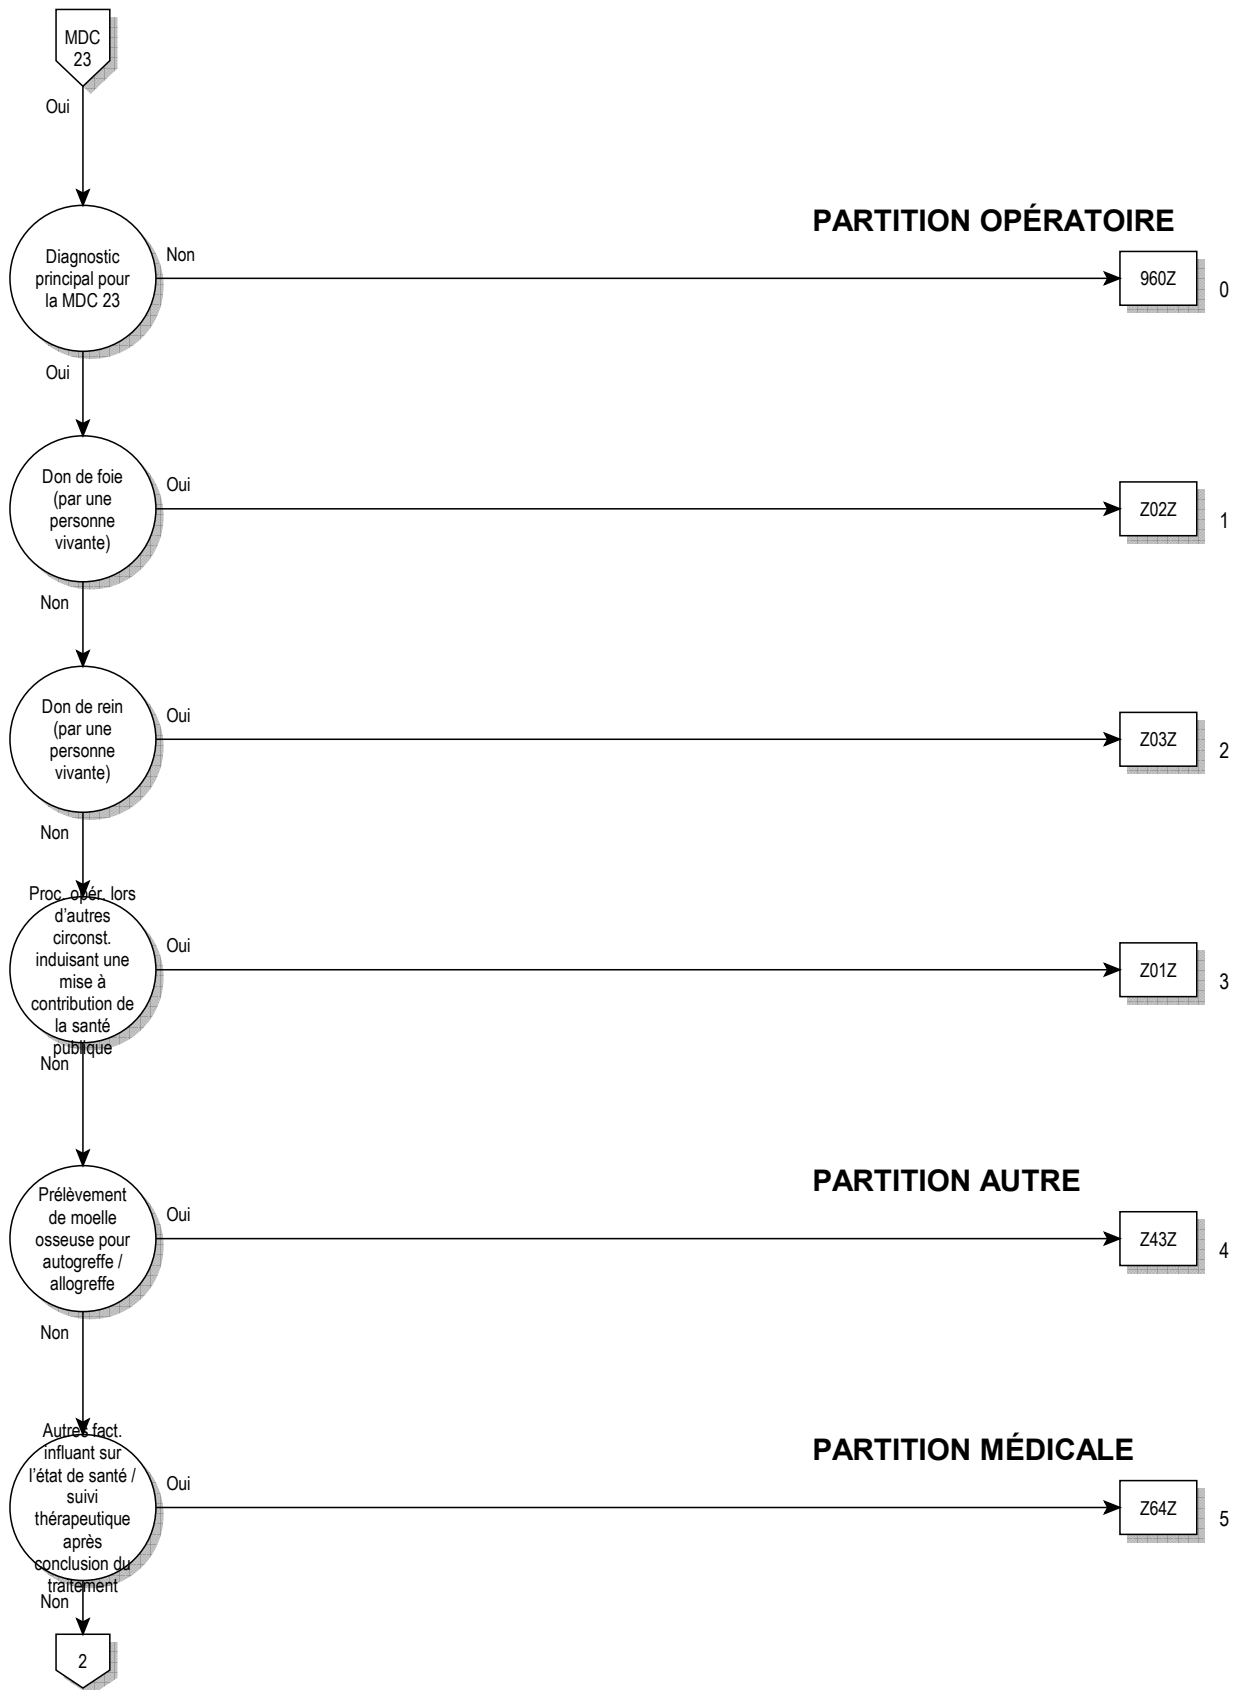 MDC
23
Oui
PARTITION OPÉRATOIRE
Diagnostic
principal pour
la MDC 23
Non
960Z
0
Oui
Don de foie
(par une
personne
vivante)
Oui
Z02Z
1
Non
Don de rein
(par une
personne
vivante)
Oui
Z03Z
2
Non
Proc. opér. lors
d'autres
circonst.
induisant une
mise à
contribution de
la santé
publique
Oui
Z01Z
3
Non
PARTITION AUTRE
Prélèvement
de moelle
osseuse pour
autogreffe /
allogreffe
Oui
Z43Z
4
Non
PARTITION MÉDICALE
Autres fact.
influant sur
l'état de santé /
suivi
thérapeutique
après
conclusion du
traitement
Oui
Z64Z
5
Non
2